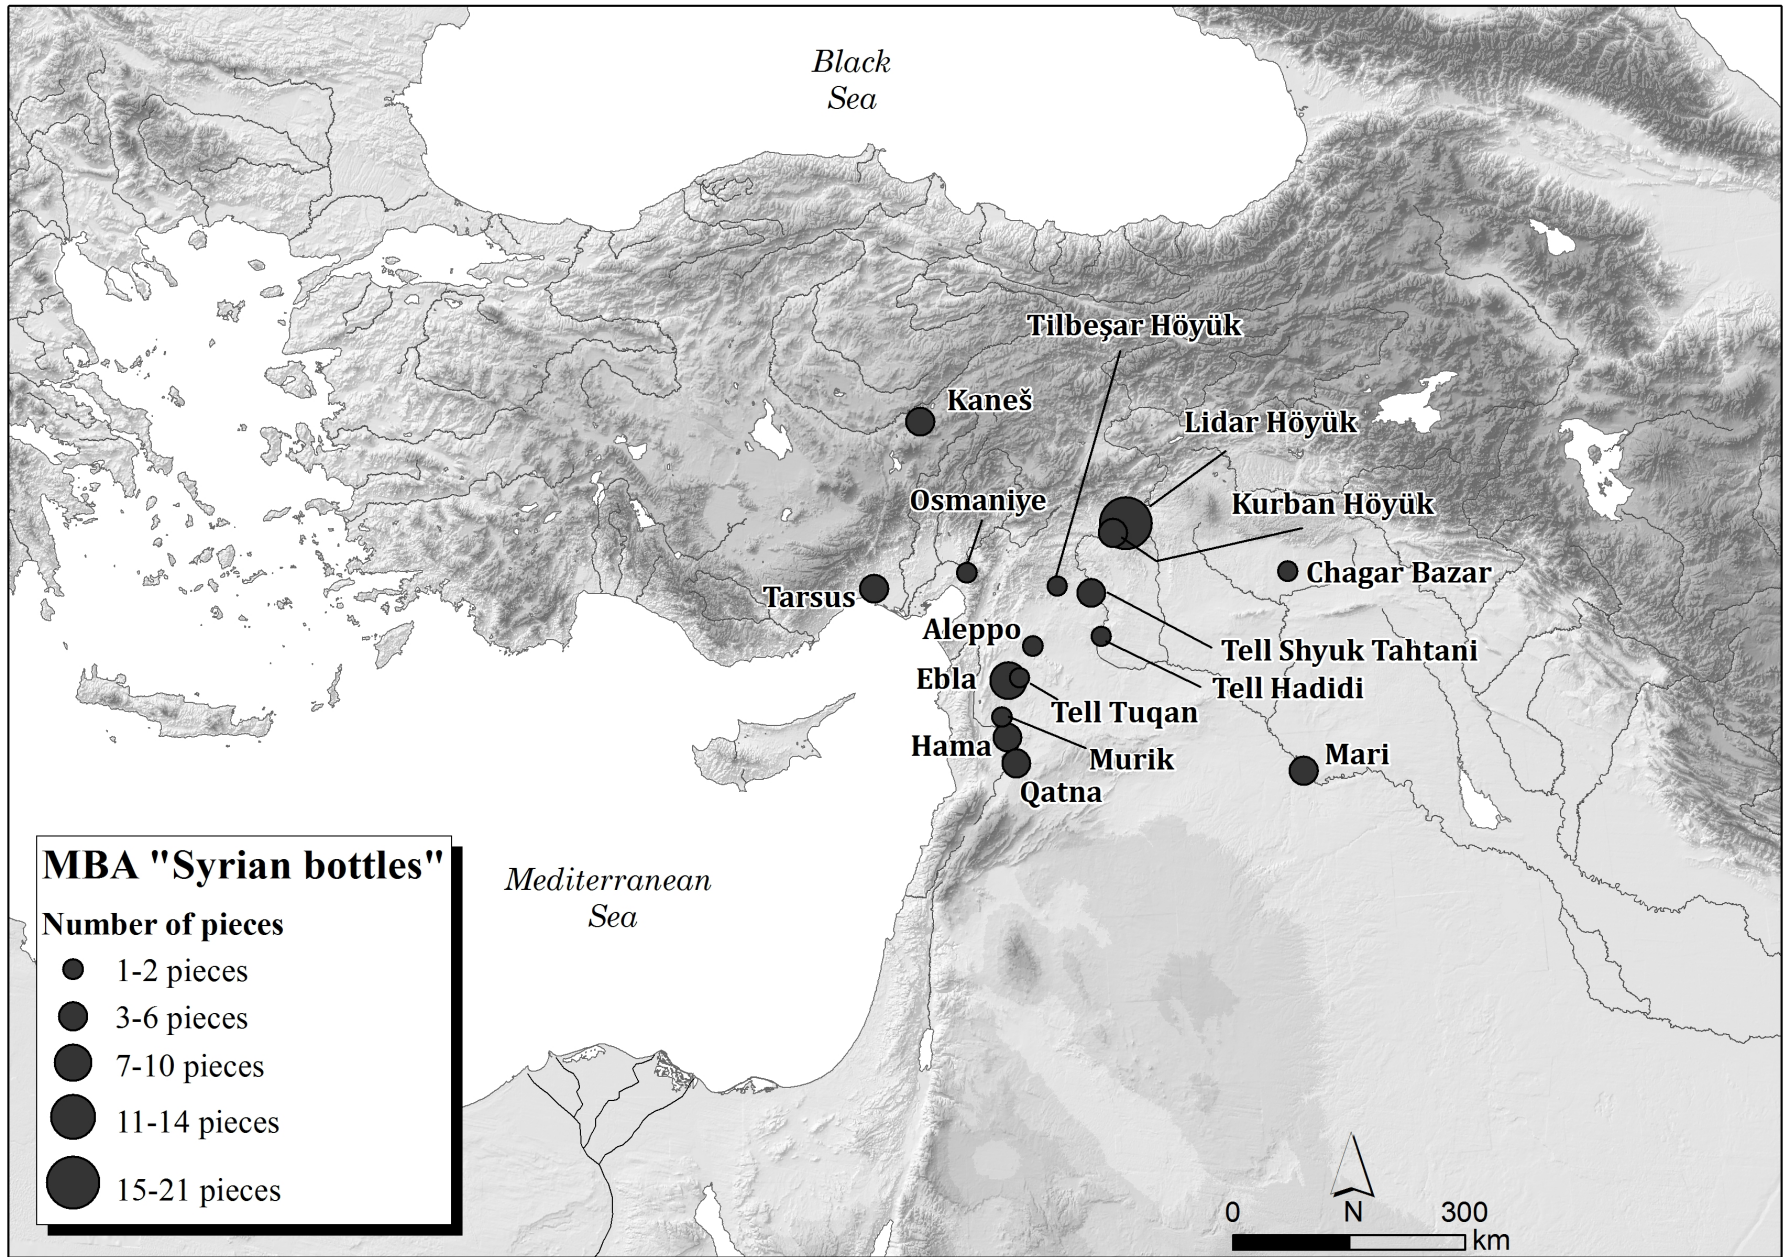 Black
Sea
Tilbeşar Höyük
Kaneš
Lidar Höyük
Osmaniye
Kurban Höyük
Chagar Bazar
Tarsus
Aleppo
Tell Shyuk Tahtani
Ebla
Tell Hadidi
Tell Tuqan
Hama
Murik
Mari
Qatna
Mediterranean
Sea
MBA "Syrian bottles"
Number of pieces
1-2 pieces
3-6 pieces
7-10 pieces
11-14 pieces
15-21 pieces
0 N 300
km